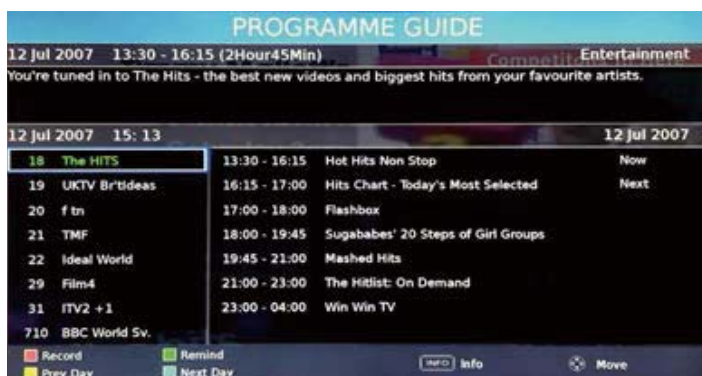 PROGRAMME GUIDE
12 Jul 2007 13:30 - 16:15 (2Hour45Min) Entertainment
You're tuned in to The Hits - the best new videos and biggest hits from your favourite artists.
12 Jul 2007 15: 13 12 Jul 2007
18 The HITS 13:30 - 16:15 Hot Hits Non Stop Now
19 UKTV Br'tIdeas 16:15 - 17:00 Hits Chart - Today's Most Selected Next
20 f tn 17:00 - 18:00 Flashbox
21 TMF 18:00 - 19:45 Sugababes' 20 Steps of Girl Groups
22 Ideal World 19:45 - 21:00 Mashed Hits
29 Film4 21:00 - 23:00 The Hitlist: On Demand
31 ITV2 +1 23:00 - 04:00 Win Win TV
710 BBC World Sv.
Record Remind INFO Info Move
Prev Day Next Day